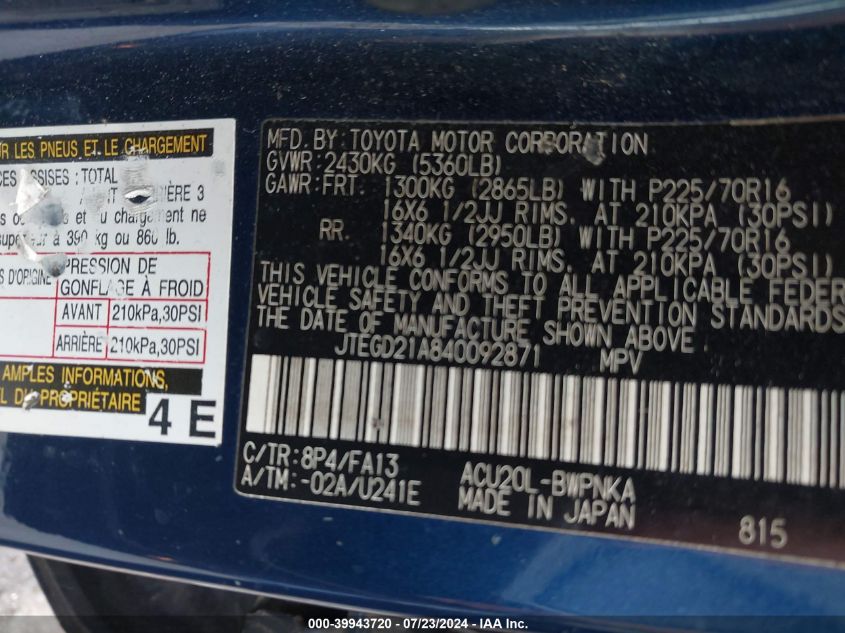 R LES PNEUS ET LE CHARGEMENT
CES ASSISES : TOTAL
IÈRE 3
et du chargement ne
à 390 kg ou 860 lb.
S D'ORIGINE
PRESSION DE
GONFLAGE À FROID
AVANT 210kPa,30PSI
ARRIÈRE 210kPa,30PSI
AMPLES INFORMATIONS,
EL DU PROPRIÉTAIRE
4 E
MFD. BY: TOYOTA MOTOR CORPORATION
GVWR: 2430KG (5360LB)
GAWR: FRT. 1300KG (2865LB) WITH P225/70R16
16X6 1/2JJ RIMS. AT 210KPA (30PSI)
RR. 1340KG (2950LB) WITH P225/70R16
16X6 1/2JJ RIMS. AT 210KPA (30PSI)
THIS VEHICLE CONFORMS TO ALL APPLICABLE FEDER
VEHICLE SAFETY AND THEFT PREVENTION STANDARDS
THE DATE OF MANUFACTURE SHOWN ABOVE.
JTEGD21A840092871 MPV
C/TR: 8P4/FA13
A/TM: -02A/U241E
ACU20L-BWPNKA
MADE IN JAPAN
815
000-39943720 - 07/23/2024 - IAA, Inc.